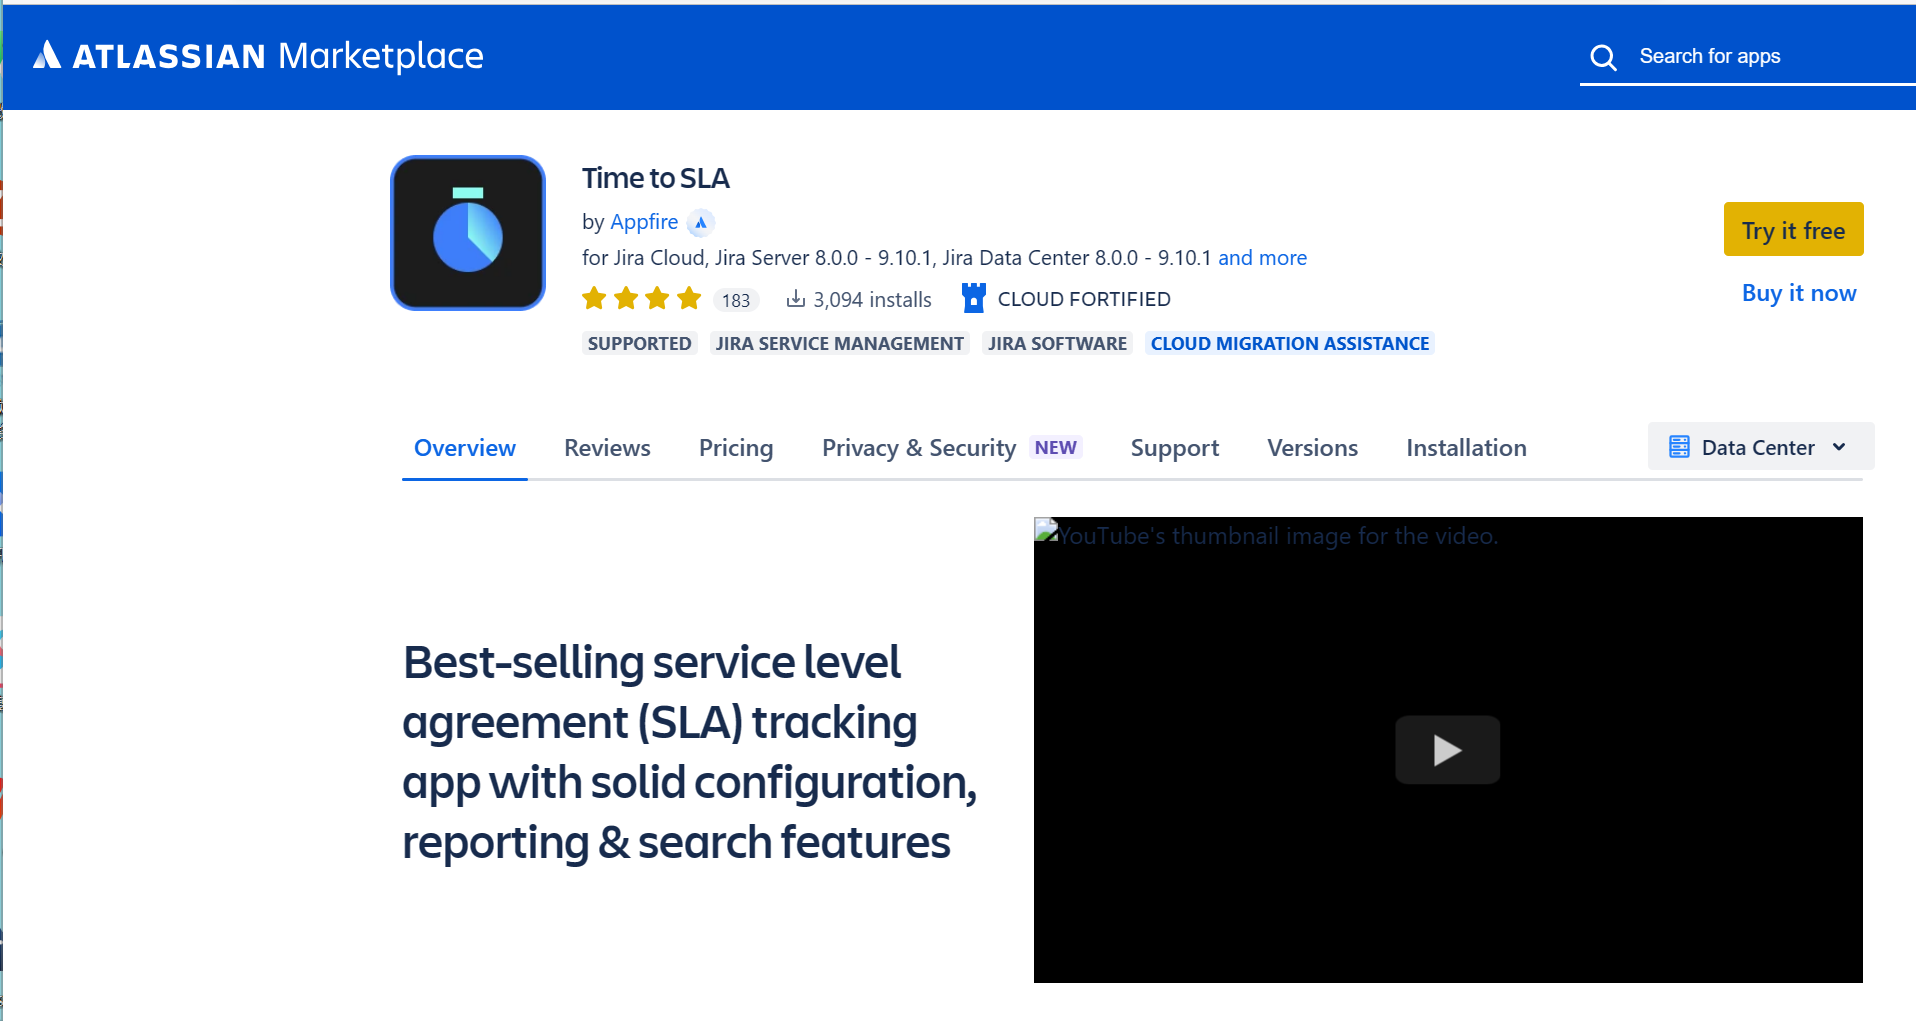 ATLASSIAN Marketplace
Search for apps
Time to SLA
by Appfire
for Jira Cloud, Jira Server 8.0.0 - 9.10.1, Jira Data Center 8.0.0 - 9.10.1 and more
Try it free
183 3,094 installs CLOUD FORTIFIED
Buy it now
SUPPORTED JIRA SERVICE MANAGEMENT JIRA SOFTWARE CLOUD MIGRATION ASSISTANCE
Overview Reviews Pricing Privacy & Security NEW Support Versions Installation Data Center
YouTube's thumbnail image for the video.
Best-selling service level
agreement (SLA) tracking
app with solid configuration,
reporting & search features